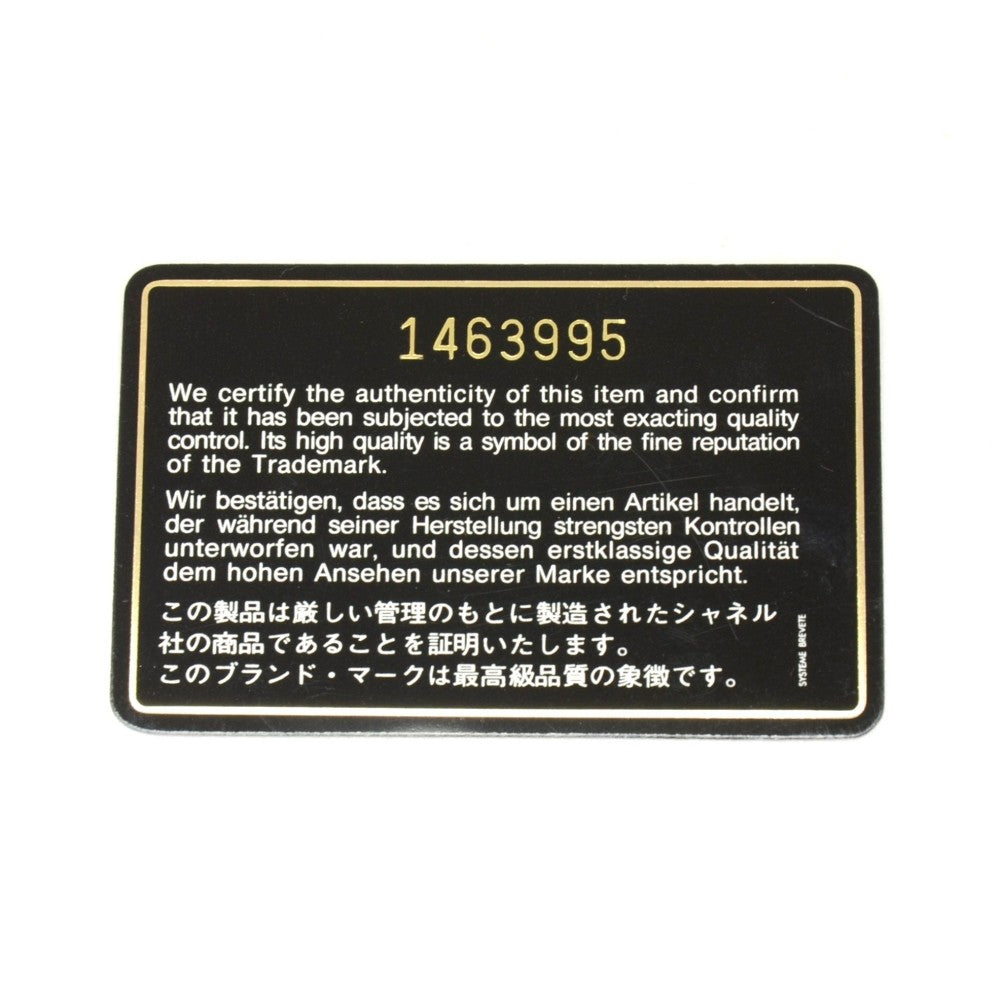 1463995
We certify the authenticity of this item and confirm
that it has been subjected to the most exacting quality
control. Its high quality is a symbol of the fine reputation
of the Trademark.
Wir bestätigen, dass es sich um einen Artikel handelt,
der während seiner Herstellung strengsten Kontrollen
unterworfen war, und dessen erstklassige Qualität
dem hohen Ansehen unserer Marke entspricht.
この製品は厳しい管理のもとに製造されたシャネル
社の商品であることを証明いたします。
このブランド・マークは最高級品質の象徴です。
SYSTEME BREVETE